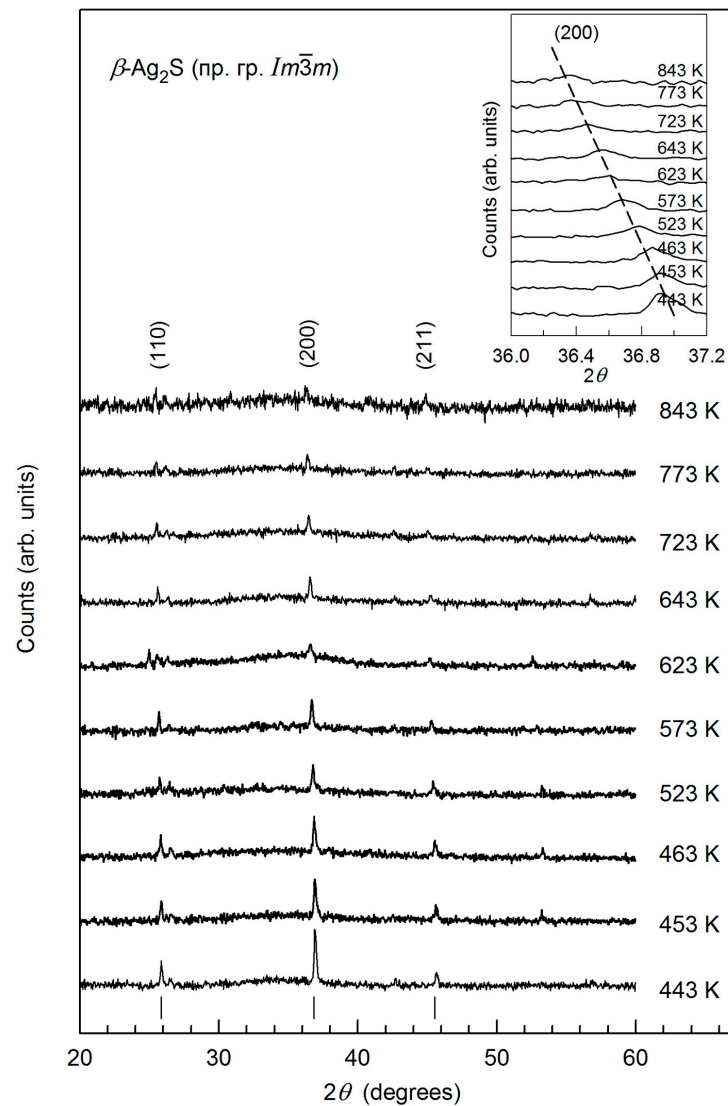 β-Ag₂S (пр. гр. Im3̅m)
(200)
843 K
773 K
723 K
643 K
623 K
573 K
523 K
463 K
453 K
443 K
Counts (arb. units)
36.0 36.4 36.8 37.2
2θ
(110) (200) (211)
843 K
773 K
723 K
643 K
623 K
573 K
523 K
463 K
453 K
443 K
Counts (arb. units)
20 30 40 50 60
2θ (degrees)